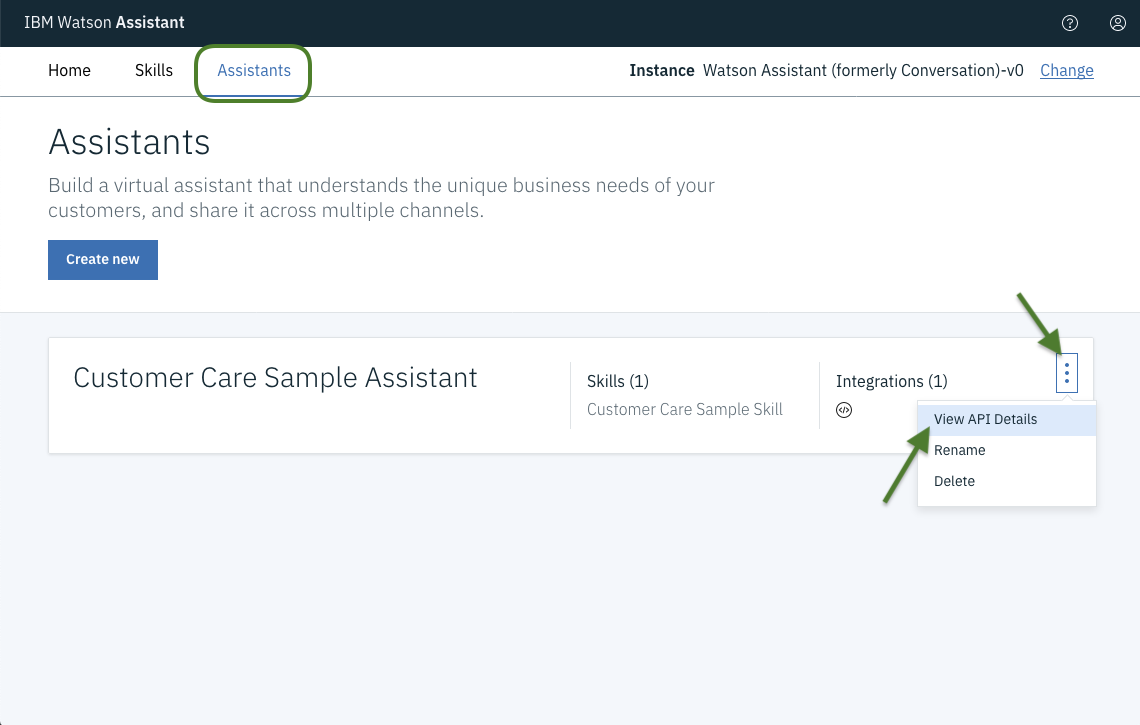 IBM Watson Assistant
Home Skills Assistants Instance Watson Assistant (formerly Conversation)-v0 Change
Assistants
Build a virtual assistant that understands the unique business needs of your
customers, and share it across multiple channels.
Create new
Customer Care Sample Assistant
Skills (1)
Customer Care Sample Skill
Integrations (1)
View API Details
Rename
Delete